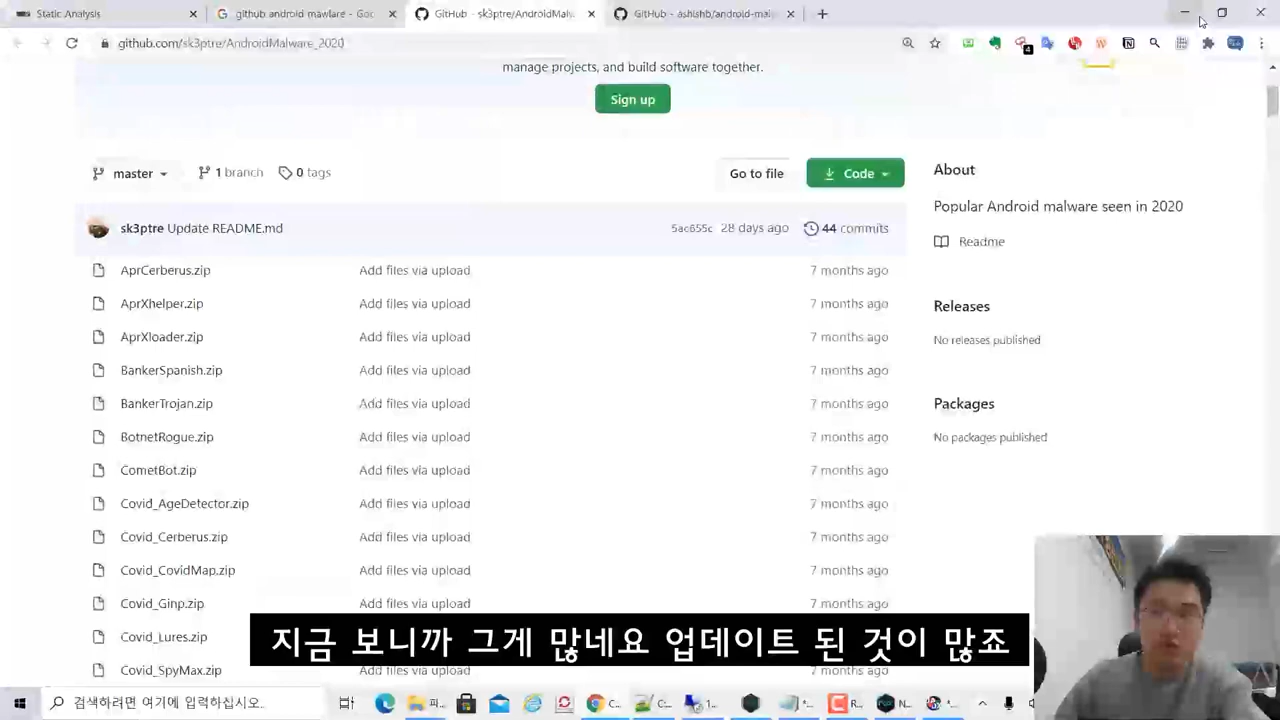 Static Analysis
github android mawlare - Goo
GitHub - sk3ptre/AndroidMalw
GitHub - ashishb/android-mal
github.com/sk3ptre/AndroidMalware_2020
4
manage projects, and build software together.
Sign up
master
1 branch
0 tags
Go to file
Code
About
Popular Android malware seen in 2020
Readme
sk3ptre Update README.md
5ac655c 28 days ago
44 commits
AprCerberus.zip Add files via upload 7 months ago
AprXhelper.zip Add files via upload 7 months ago
Releases
AprXloader.zip Add files via upload 7 months ago
No releases published
BankerSpanish.zip Add files via upload 7 months ago
BankerTrojan.zip Add files via upload 7 months ago
Packages
BotnetRogue.zip Add files via upload 7 months ago
No packages published
CometBot.zip Add files via upload 7 months ago
Covid_AgeDetector.zip Add files via upload 7 months ago
Covid_Cerberus.zip Add files via upload 7 months ago
Covid_CovidMap.zip Add files via upload 7 months ago
Covid_Ginp.zip Add files via upload 7 months ago
Covid_Lures.zip
지금 보니까 그게 많네요 업데이트 된 것이 많죠
Covid_SpyMax.zip Add files via upload 7 months ago
검색하려면 여기에 입력하십시오.